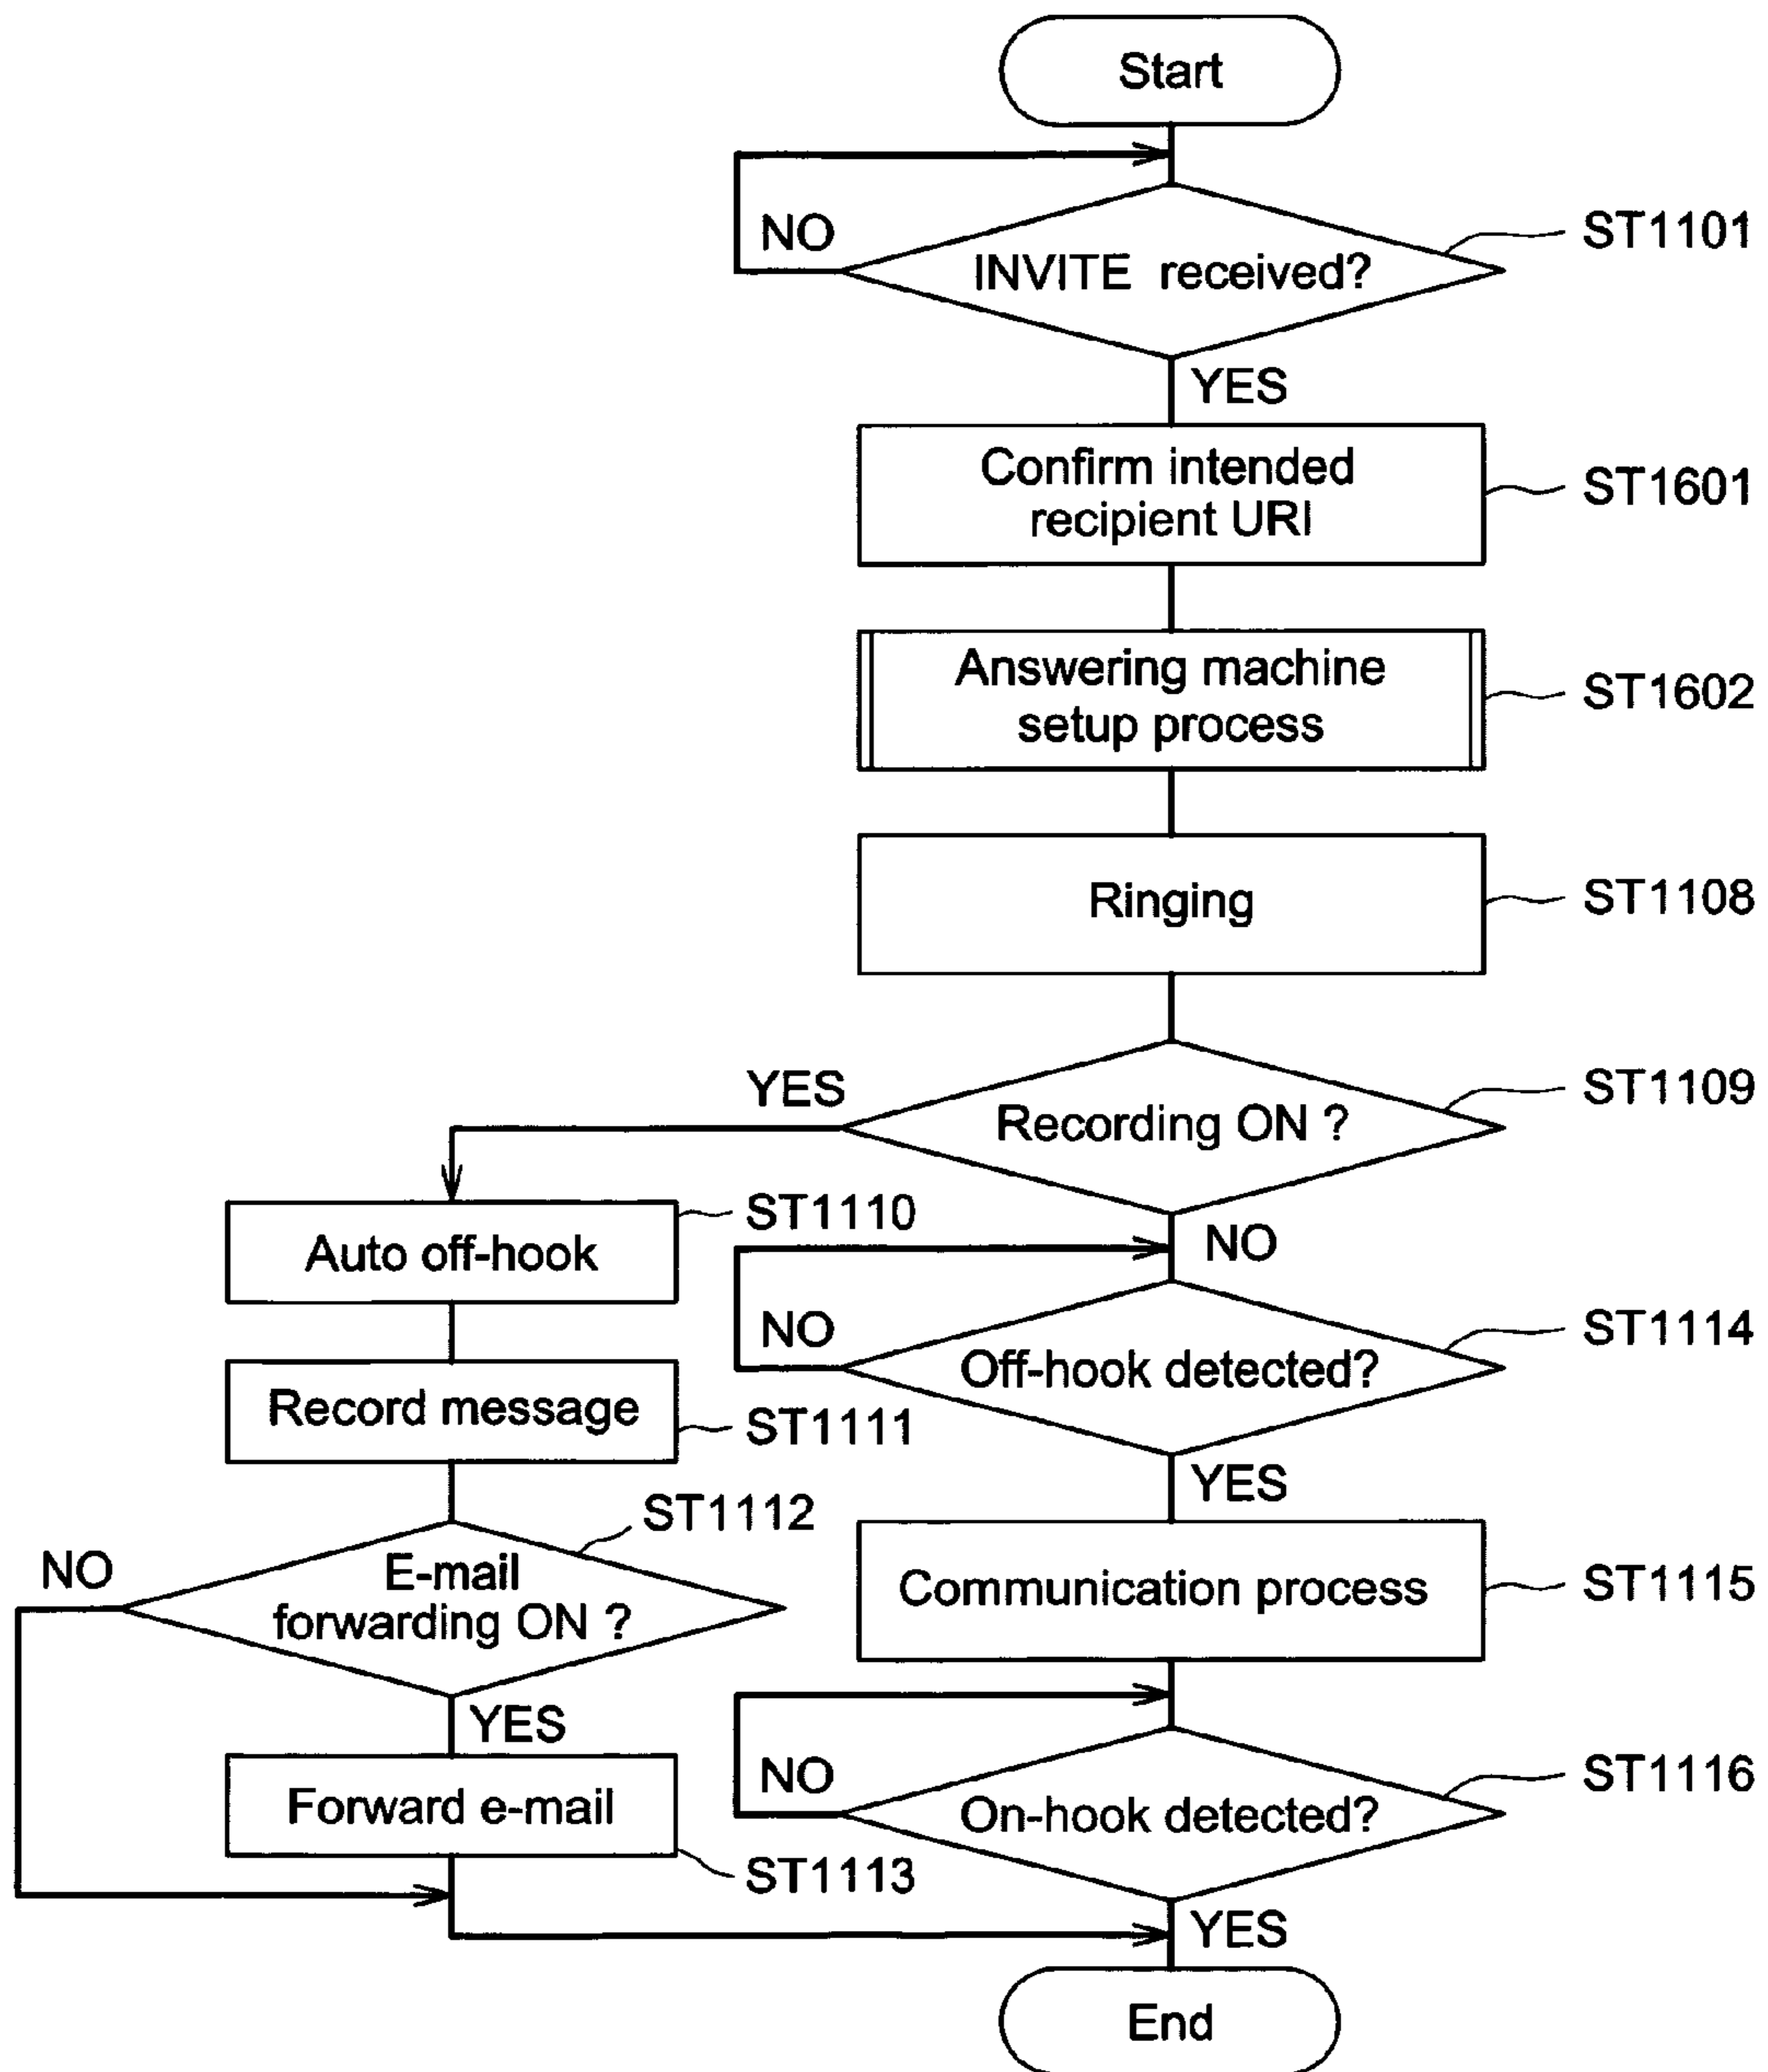 Start
NO
INVITE received?
ST1101
YES
Confirm intended
recipient URI
ST1601
Answering machine
setup process
ST1602
Ringing
ST1108
YES
Recording ON ?
ST1109
NO
Auto off-hook
ST1110
NO
Off-hook detected?
ST1114
Record message
ST1111
YES
ST1112
NO
E-mail
forwarding ON ?
Communication process
ST1115
YES
Forward e-mail
ST1113
NO
On-hook detected?
ST1116
YES
End